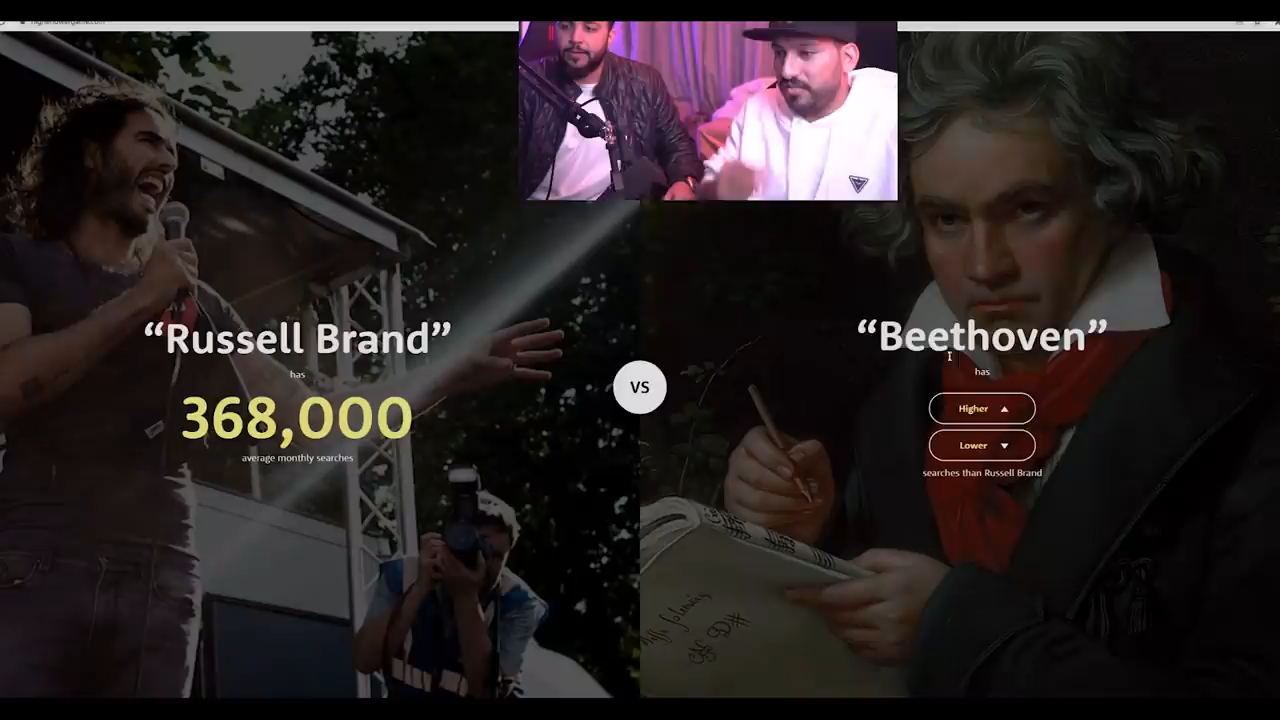 “Russell Brand”
has
368,000
average monthly searches
VS
“Beethoven”
has
Higher
Lower
searches than Russell Brand